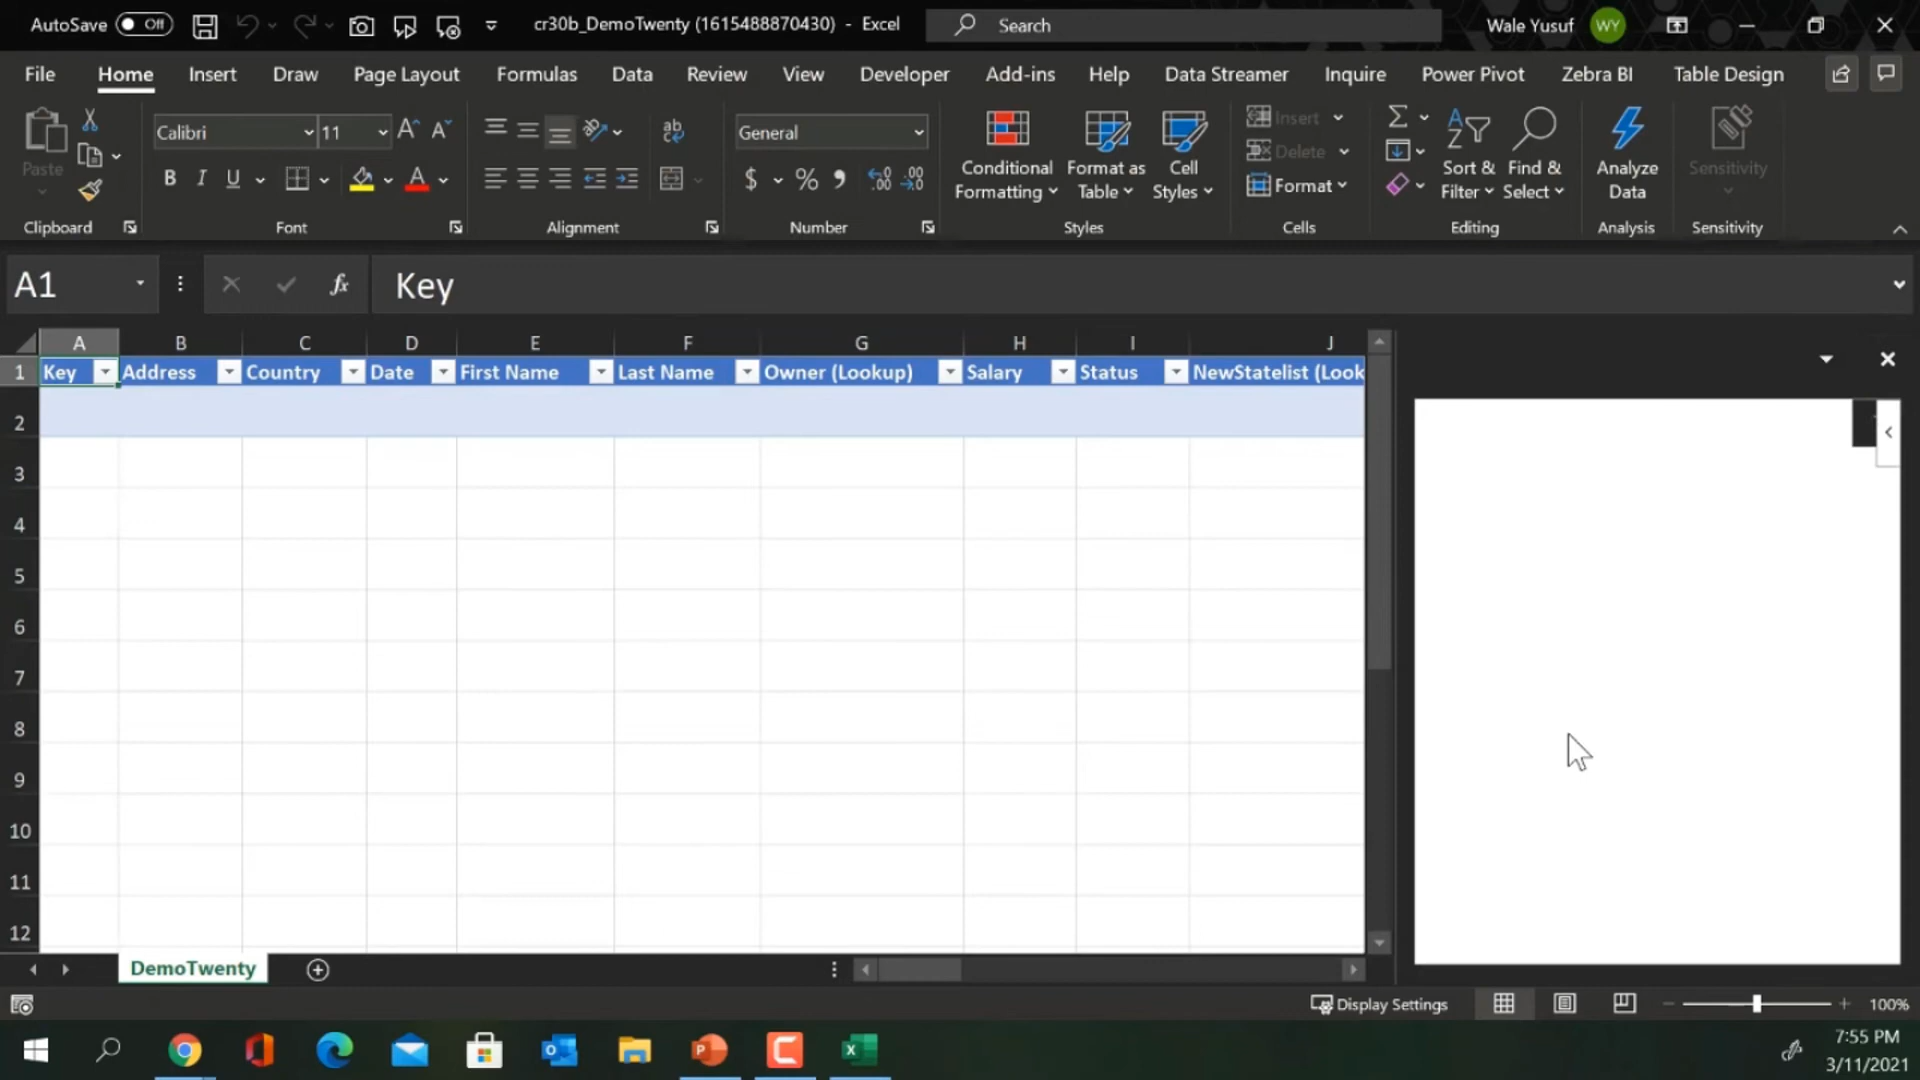 AutoSave Off
cr30b_DemoTwenty (1615488870430) - Excel
Search
Wale Yusuf WY
File Home Insert Draw Page Layout Formulas Data Review View Developer Add-ins Help Data Streamer Inquire Power Pivot Zebra BI Table Design
Paste
Clipboard
Calibri 11
B I U
Font
ab
Alignment
General
$ % 
Number
Conditional Formatting
Format as Table
Cell Styles
Styles
Insert
Delete
Format
Cells
Sort & Filter
Find & Select
Editing
Analyze Data
Analysis
Sensitivity
Sensitivity
A1 fx Key
A B C D E F G H I J
1 Key Address Country Date First Name Last Name Owner (Lookup) Salary Status NewStatelist (Look
2
3
4
5
6
7
8
9
10
11
12
DemoTwenty
Display Settings 100%
7:55 PM
3/11/2021